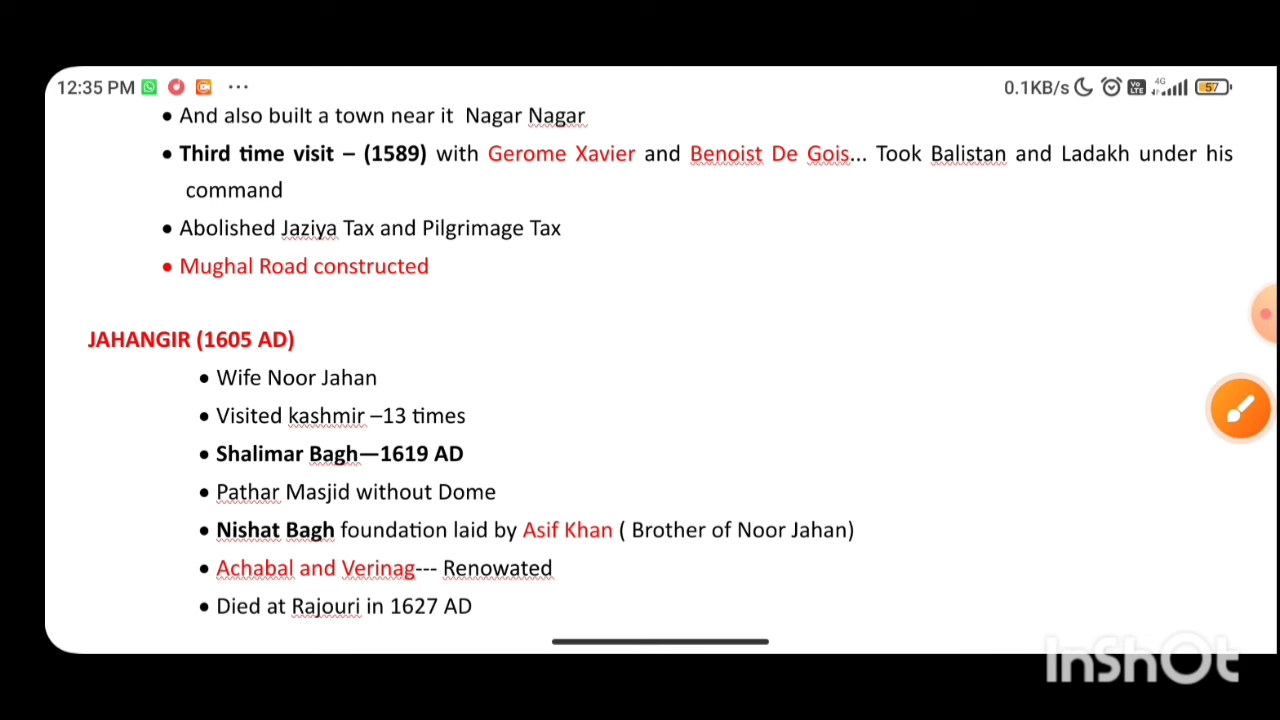 12:35 PM ... 0.1KB/s Vo LTE 4G 57
• And also built a town near it Nagar Nagar
• Third time visit – (1589) with Gerome Xavier and Benoist De Gois... Took Balistan and Ladakh under his
command
• Abolished Jaziya Tax and Pilgrimage Tax
• Mughal Road constructed
JAHANGIR (1605 AD)
• Wife Noor Jahan
• Visited kashmir –13 times
• Shalimar Bagh—1619 AD
• Pathar Masjid without Dome
• Nishat Bagh foundation laid by Asif Khan ( Brother of Noor Jahan)
• Achabal and Verinag--- Renowated
• Died at Rajouri in 1627 AD
InShOt